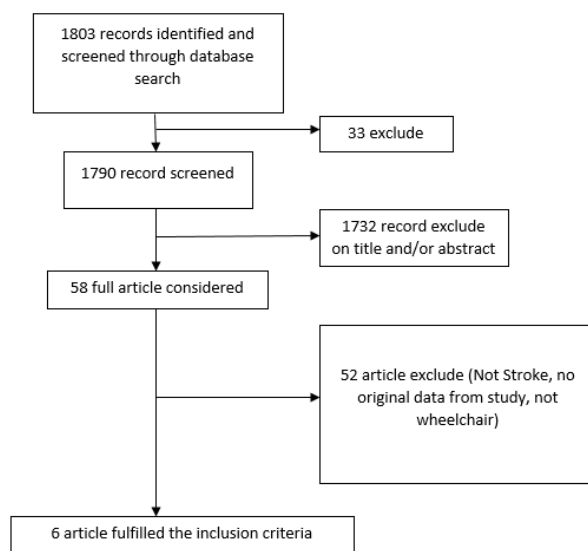 1803 records identified and
screened through database
search
33 exclude
1790 record screened
1732 record exclude
on title and/or abstract
58 full article considered
52 article exclude (Not Stroke, no
original data from study, not
wheelchair)
6 article fulfilled the inclusion criteria